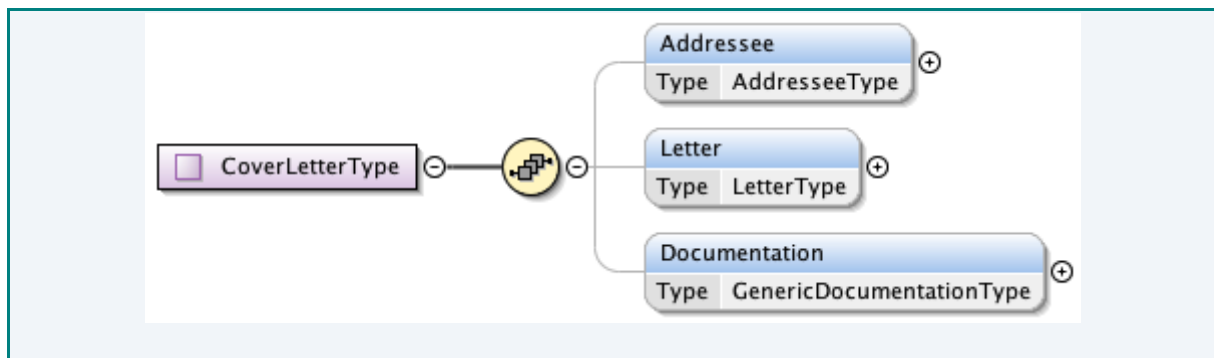 Addressee
Type AddresseeType
CoverLetterType
Letter
Type LetterType
Documentation
Type GenericDocumentationType